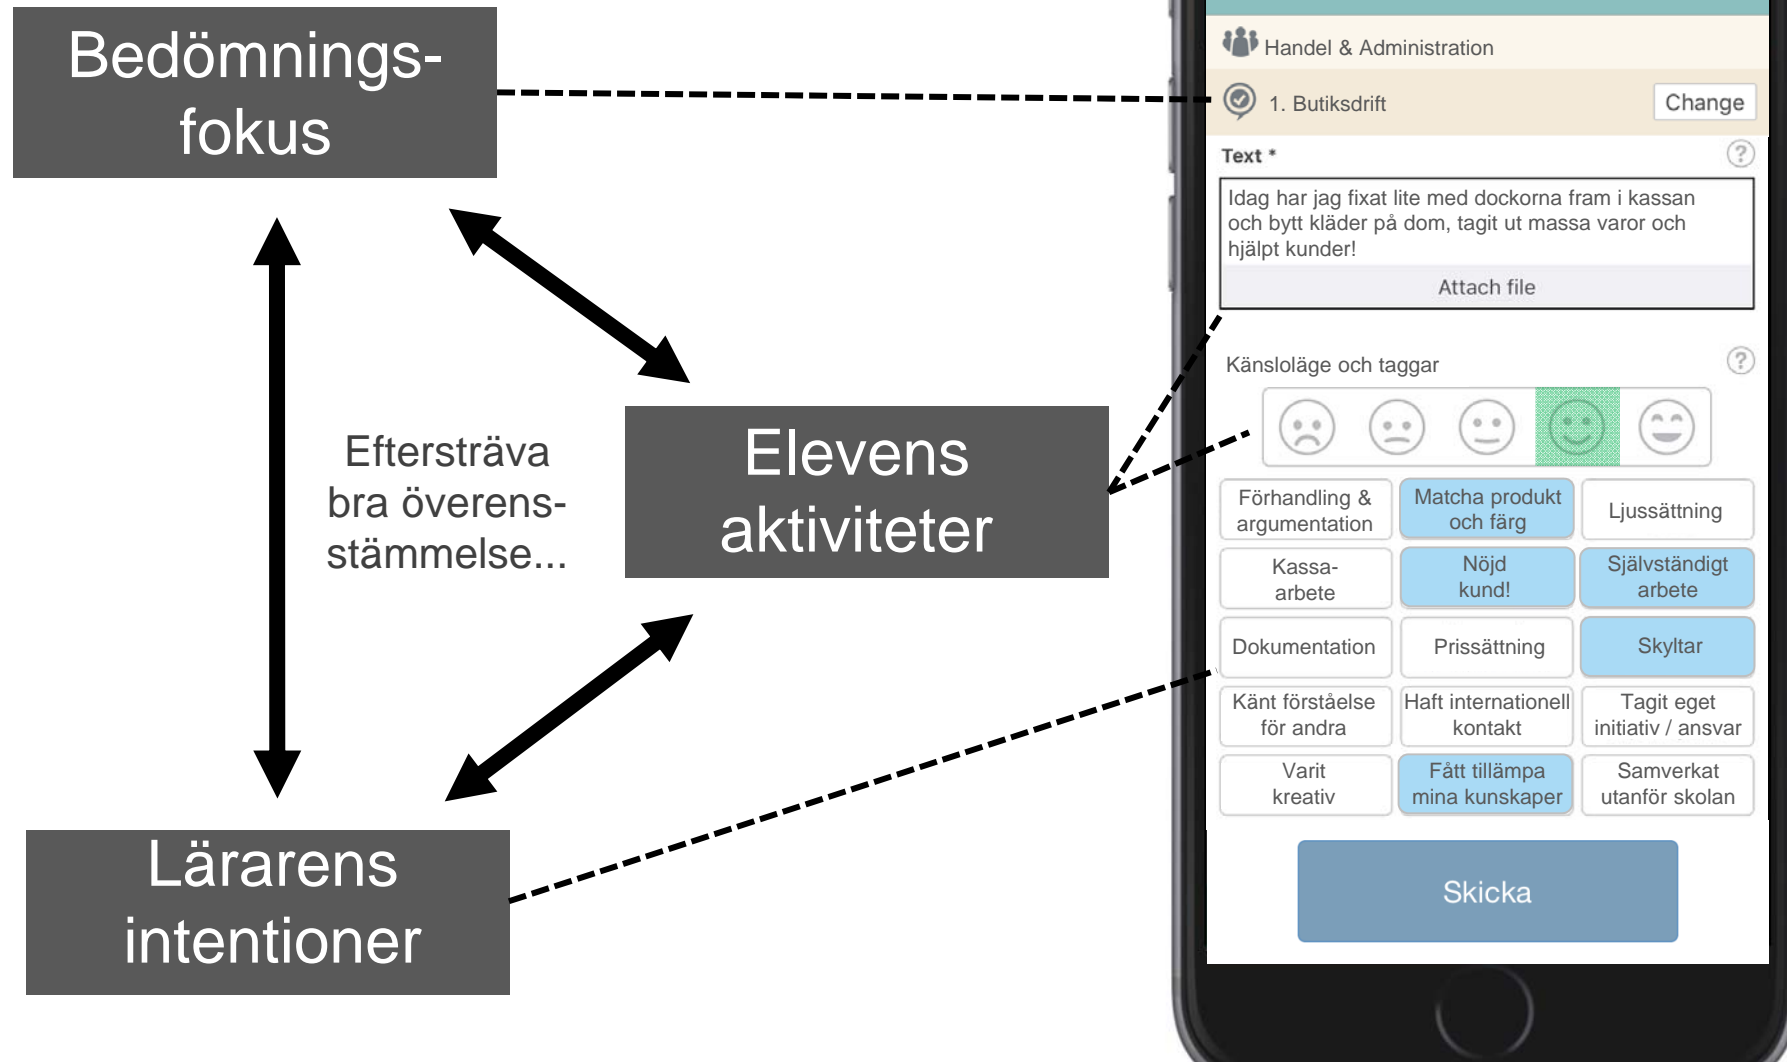 Bedömnings-
fokus
Eftersträva
bra överens-
stämmelse...
Elevens
aktiviteter
Lärarens
intentioner
Handel & Administration
1. Butiksdrift
Change
Text *
?
Idag har jag fixat lite med dockorna fram i kassan
och bytt kläder på dom, tagit ut massa varor och
hjälpt kunder!
Attach file
Känsloläge och taggar
?
Förhandling &
argumentation
Matcha produkt
och färg
Ljussättning
Kassa-
arbete
Nöjd
kund!
Självständigt
arbete
Dokumentation
Prissättning
Skyltar
Känt förståelse
för andra
Haft internationell
kontakt
Tagit eget
initiativ / ansvar
Varit
kreativ
Fått tillämpa
mina kunskaper
Samverkat
utanför skolan
Skicka